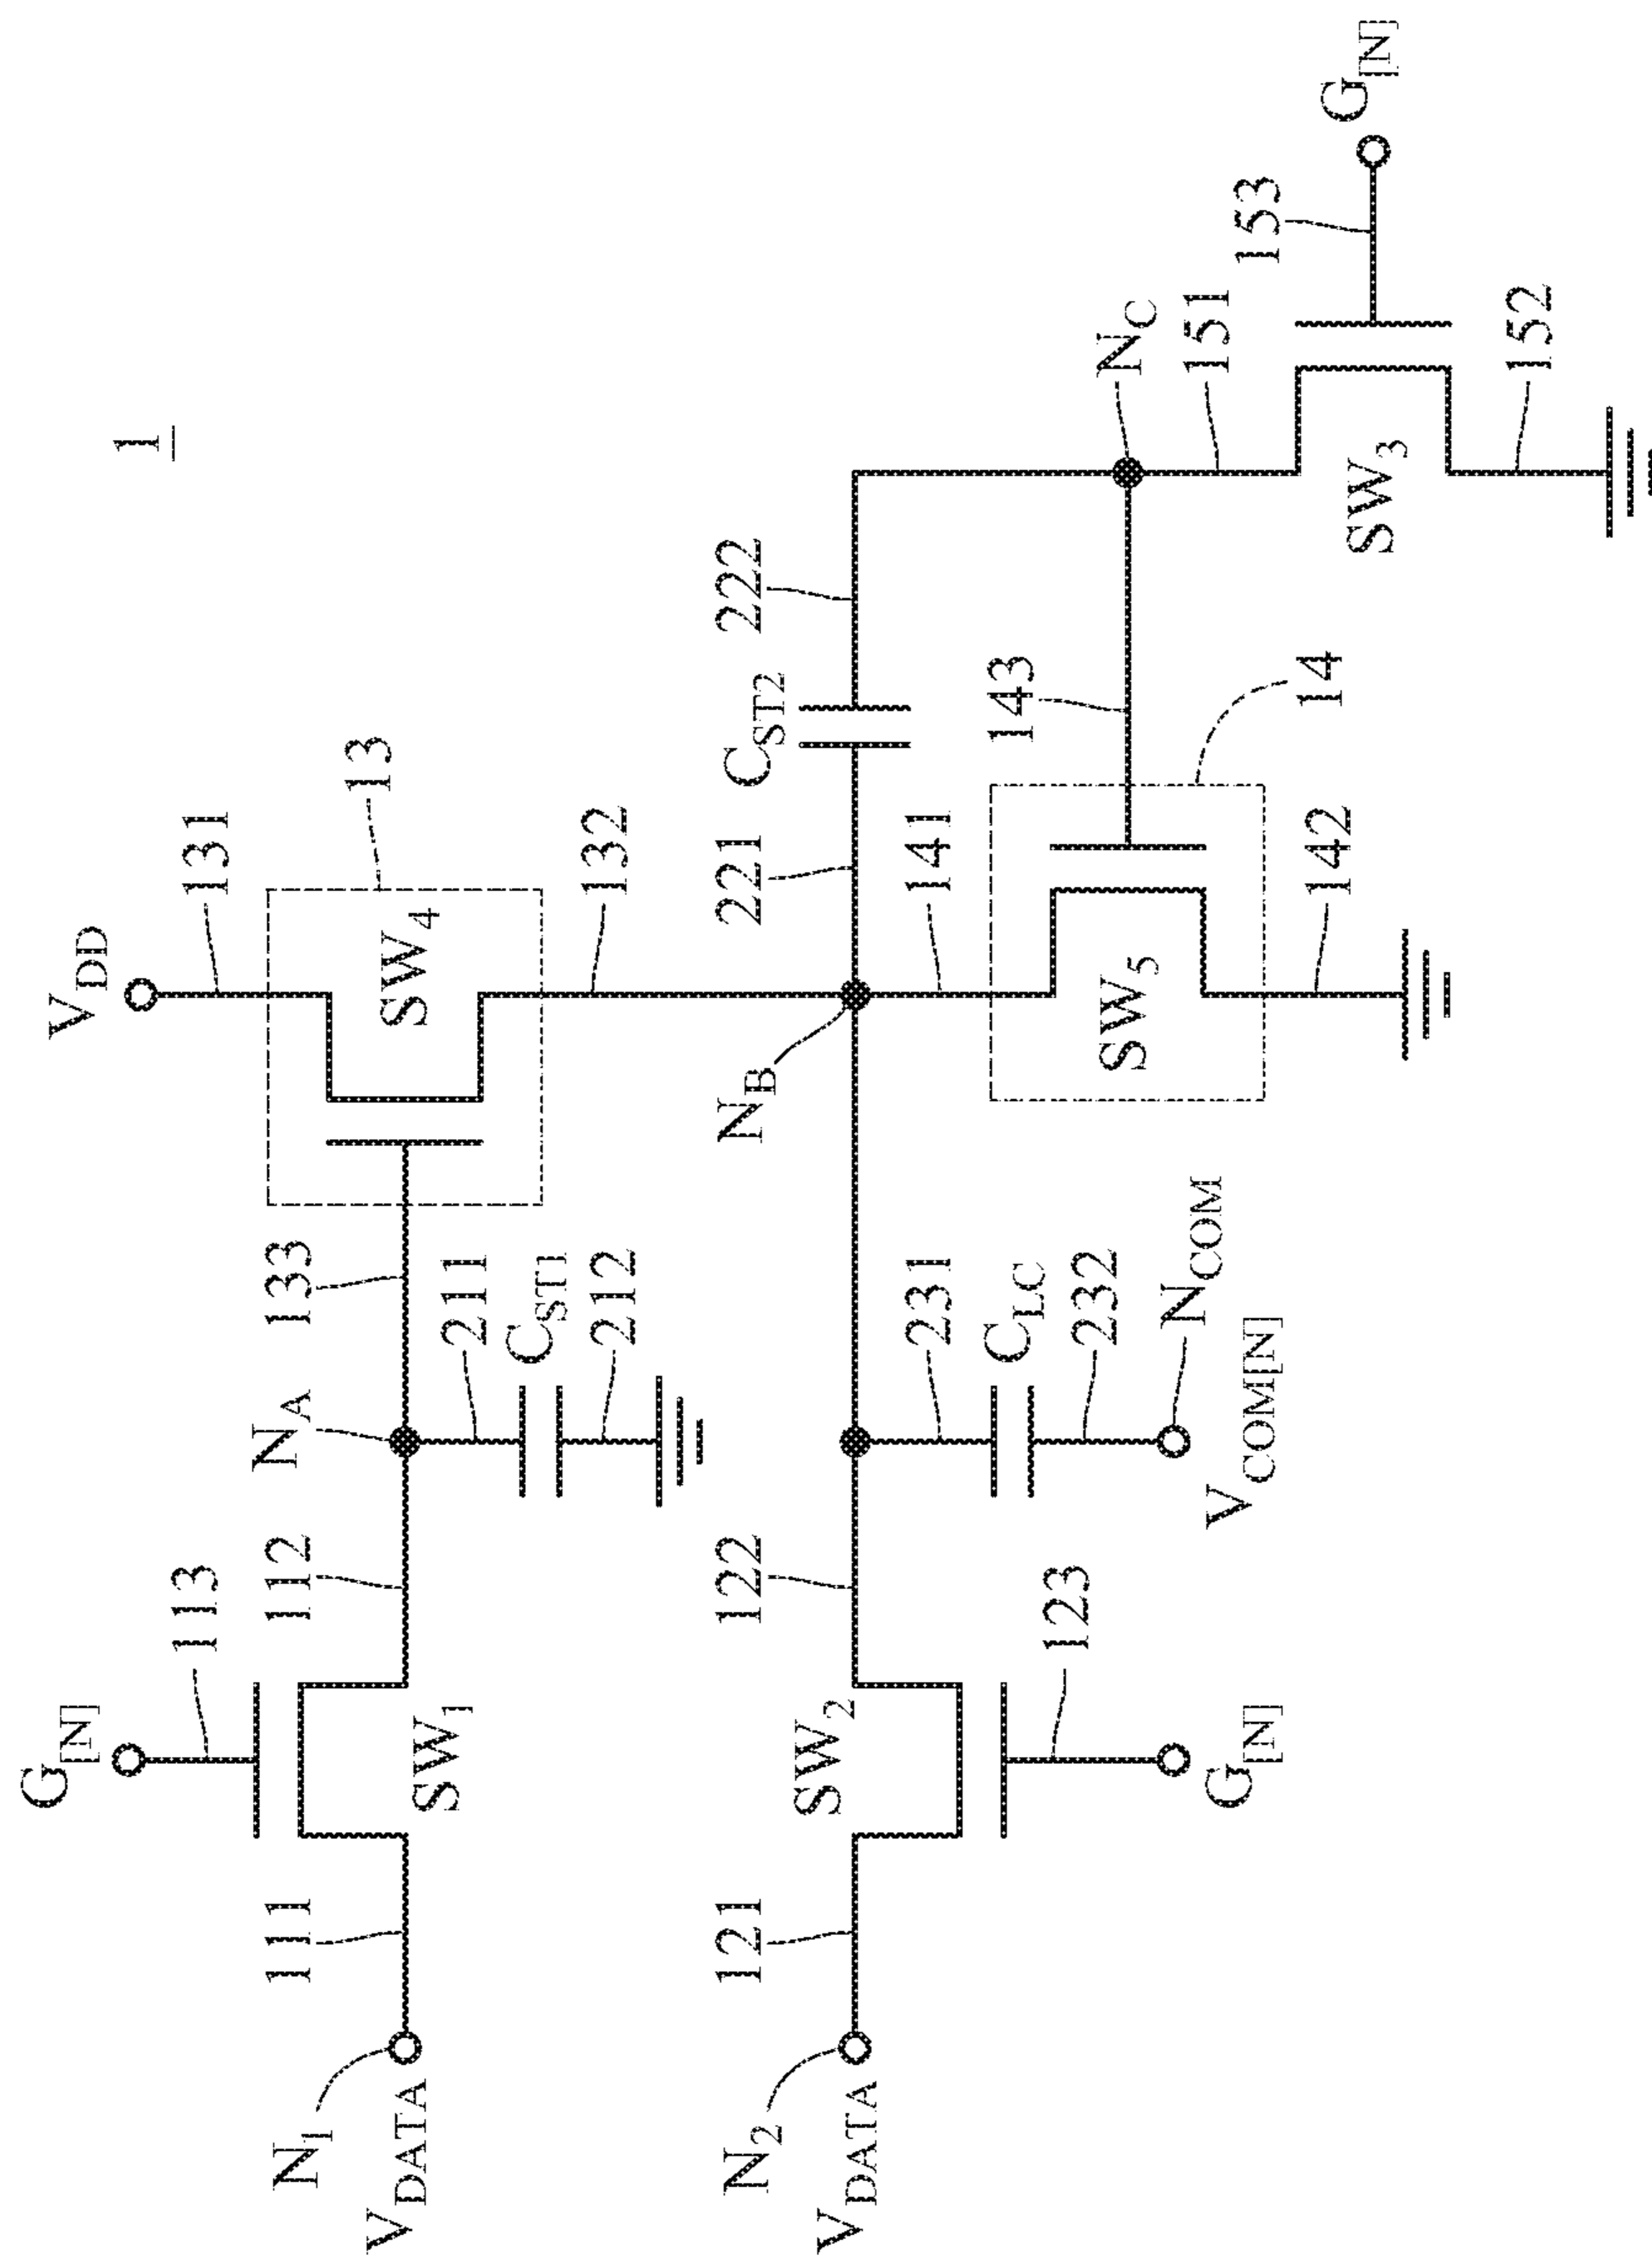 1
G[N]
113
N1
111
112
NA
133
VDATA
SW1
211
CST1
212
VDD
131
13
SW4
132
N2
121
122
NB
221
CST2
222
VDATA
SW2
231
CLC
232
NCOM
VCOM[N]
123
G[N]
141
143
SW5
14
142
NC
151
153
G[N]
SW3
152